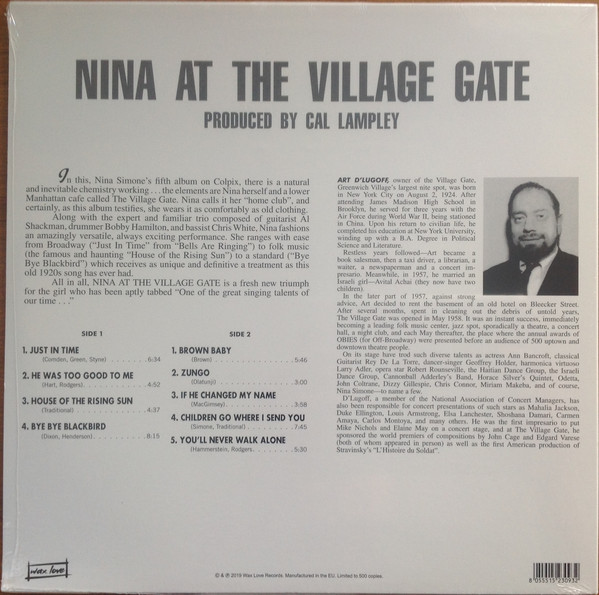 NINA AT THE VILLAGE GATE
PRODUCED BY CAL LAMPLEY
In this, Nina Simone's fifth album on Colpix, there is a natural
and inevitable chemistry working . . . the elements are Nina herself and a lower
Manhattan cafe called The Village Gate. Nina calls it her "home club", and
certainly, as this album testifies, she wears it as comfortably as old clothing.
Along with the expert and familiar trio composed of guitarist Al
Shackman, drummer Bobby Hamilton, and bassist Chris White, Nina fashions
an amazingly versatile, always exciting performance. She ranges with ease
from Broadway ("Just In Time" from "Bells Are Ringing") to folk music
(the famous and haunting "House of the Rising Sun") to a standard ("Bye
Bye Blackbird") which receives as unique and definitive a treatment as this
old 1920s song has ever had.
All in all, NINA AT THE VILLAGE GATE is a fresh new triumph
for the girl who has been aptly tabbed "One of the great singing talents of
our time . . ."
SIDE 1
1. JUST IN TIME
(Comden, Green, Styne) . . . . . . . . . 6:34
2. HE WAS TOO GOOD TO ME
(Hart, Rodgers). . . . . . . . . . . . . . 4:52
3. HOUSE OF THE RISING SUN
(Traditional) . . . . . . . . . . . . . . . . 4:37
4. BYE BYE BLACKBIRD
(Dixon, Henderson). . . . . . . . . . . . 8:15
SIDE 2
1. BROWN BABY
(Brown) . . . . . . . . . . . . . . . . . . 5:46
2. ZUNGO
(Olatunji) . . . . . . . . . . . . . . . . . 3:00
3. IF HE CHANGED MY NAME
(MacGimsey) . . . . . . . . . . . . . . . 3:58
4. CHILDREN GO WHERE I SEND YOU
(Simone, Traditional) . . . . . . . . . . 7:45
5. YOU'LL NEVER WALK ALONE
(Hammerstein, Rodgers. . . . . . . . . 5:30
ART D'LUGOFF, owner of the Village Gate,
Greenwich Village's largest nite spot, was born
in New York City on August 2, 1924. After
attending James Madison High School in
Brooklyn, he served for three years with the
Air Force during World War II, being stationed
in China. Upon his return to civilian life, he
completed his education at New York University,
winding up with a B.A. Degree in Political
Science and Literature.
Restless years followed—Art became a
book salesman, then a taxi driver, a librarian, a
waiter, a newspaperman and a concert im-
presario. Meanwhile, in 1957, he married an
Israeli girl—Avital Achai (they now have two
children).
In the later part of 1957, against strong
advice, Art decided to rent the basement of an old hotel on Bleecker Street.
After several months, spent in cleaning out the debris of untold years,
The Village Gate was opened in May 1958. It was an instant success, immediately
becoming a leading folk music center, jazz spot, sporadically a theatre, a concert
hall, a night club, and each May thereafter, the place where the annual awards of
OBIES (for Off-Broadway) were presented before an audience of 500 uptown and
downtown theatre people.
On its stage have trod such diverse talents as actress Ann Bancroft, classical
Guitarist Rey De La Torre, dancer-singer Geoffrey Holder, harmonica virtuoso
Larry Adler, opera star Robert Rounseville, the Haitian Dance Group, the Israeli
Dance Group, Cannonball Adderley's Band, Horace Silver's Quintet, Odetta,
John Coltrane, Dizzy Gillespie, Chris Connor, Miriam Makeba, and of course,
Nina Simone—to name a few.
D'Lugoff, a member of the National Association of Concert Managers, has
also been responsible for concert presentations of such stars as Mahalia Jackson,
Duke Ellington, Louis Armstrong, Elsa Lanchester, Shoshana Damari, Carmen
Amaya, Carlos Montoya, and many others. He was the first impresario to put
Mike Nichols and Elaine May on a concert stage, and at The Village Gate, he
sponsored the world premiers of compositions by John Cage and Edgard Varese
(both of whom appeared in person) as well as the first American production of
Stravinsky's "L'Histoire du Soldat".
wax love
© & ℗ 2019 Wax Love Records. Manufactured in the EU. Limited to 500 copies.
8 055515 230932